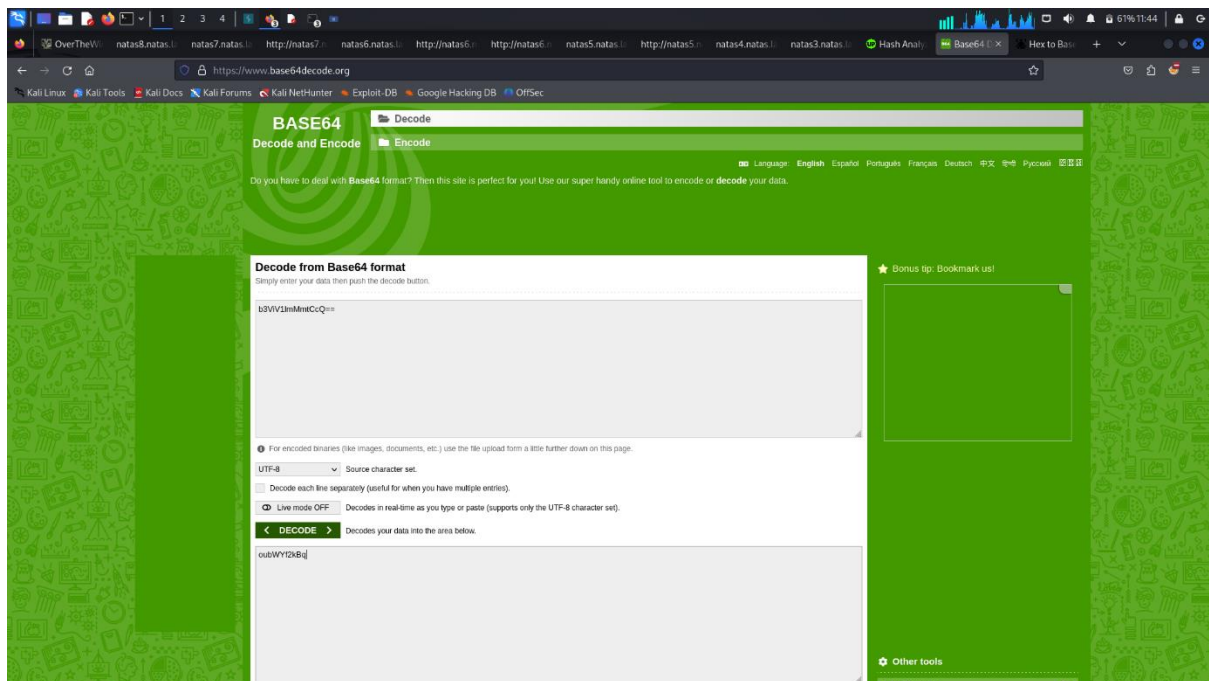 1 2 3 4
61% 11:44
OverTheW
natas8.natas.la
natas7.natas.la
http://natas7.n
natas6.natas.la
http://natas6.n
http://natas6.n
natas5.natas.la
http://natas5.n
natas4.natas.la
natas3.natas.la
Hash Analy
Base64 D
Hex to Base
https://www.base64decode.org
Kali Linux Kali Tools Kali Docs Kali Forums Kali NetHunter Exploit-DB Google Hacking DB OffSec
BASE64
Decode and Encode
Decode
Encode
Language: English Español Português Français Deutsch 中文 हिन्दी Русский
Do you have to deal with Base64 format? Then this site is perfect for you! Use our super handy online tool to encode or decode your data.
Decode from Base64 format
Simply enter your data then push the decode button.
b3ViV1lmMmtCcQ==
For encoded binaries (like images, documents, etc.) use the file upload form a little further down on this page.
UTF-8 Source character set.
Decode each line separately (useful for when you have multiple entries).
Live mode OFF Decodes in real-time as you type or paste (supports only the UTF-8 character set).
< DECODE > Decodes your data into the area below.
oubWYf2kBq
Bonus tip: Bookmark us!
Other tools